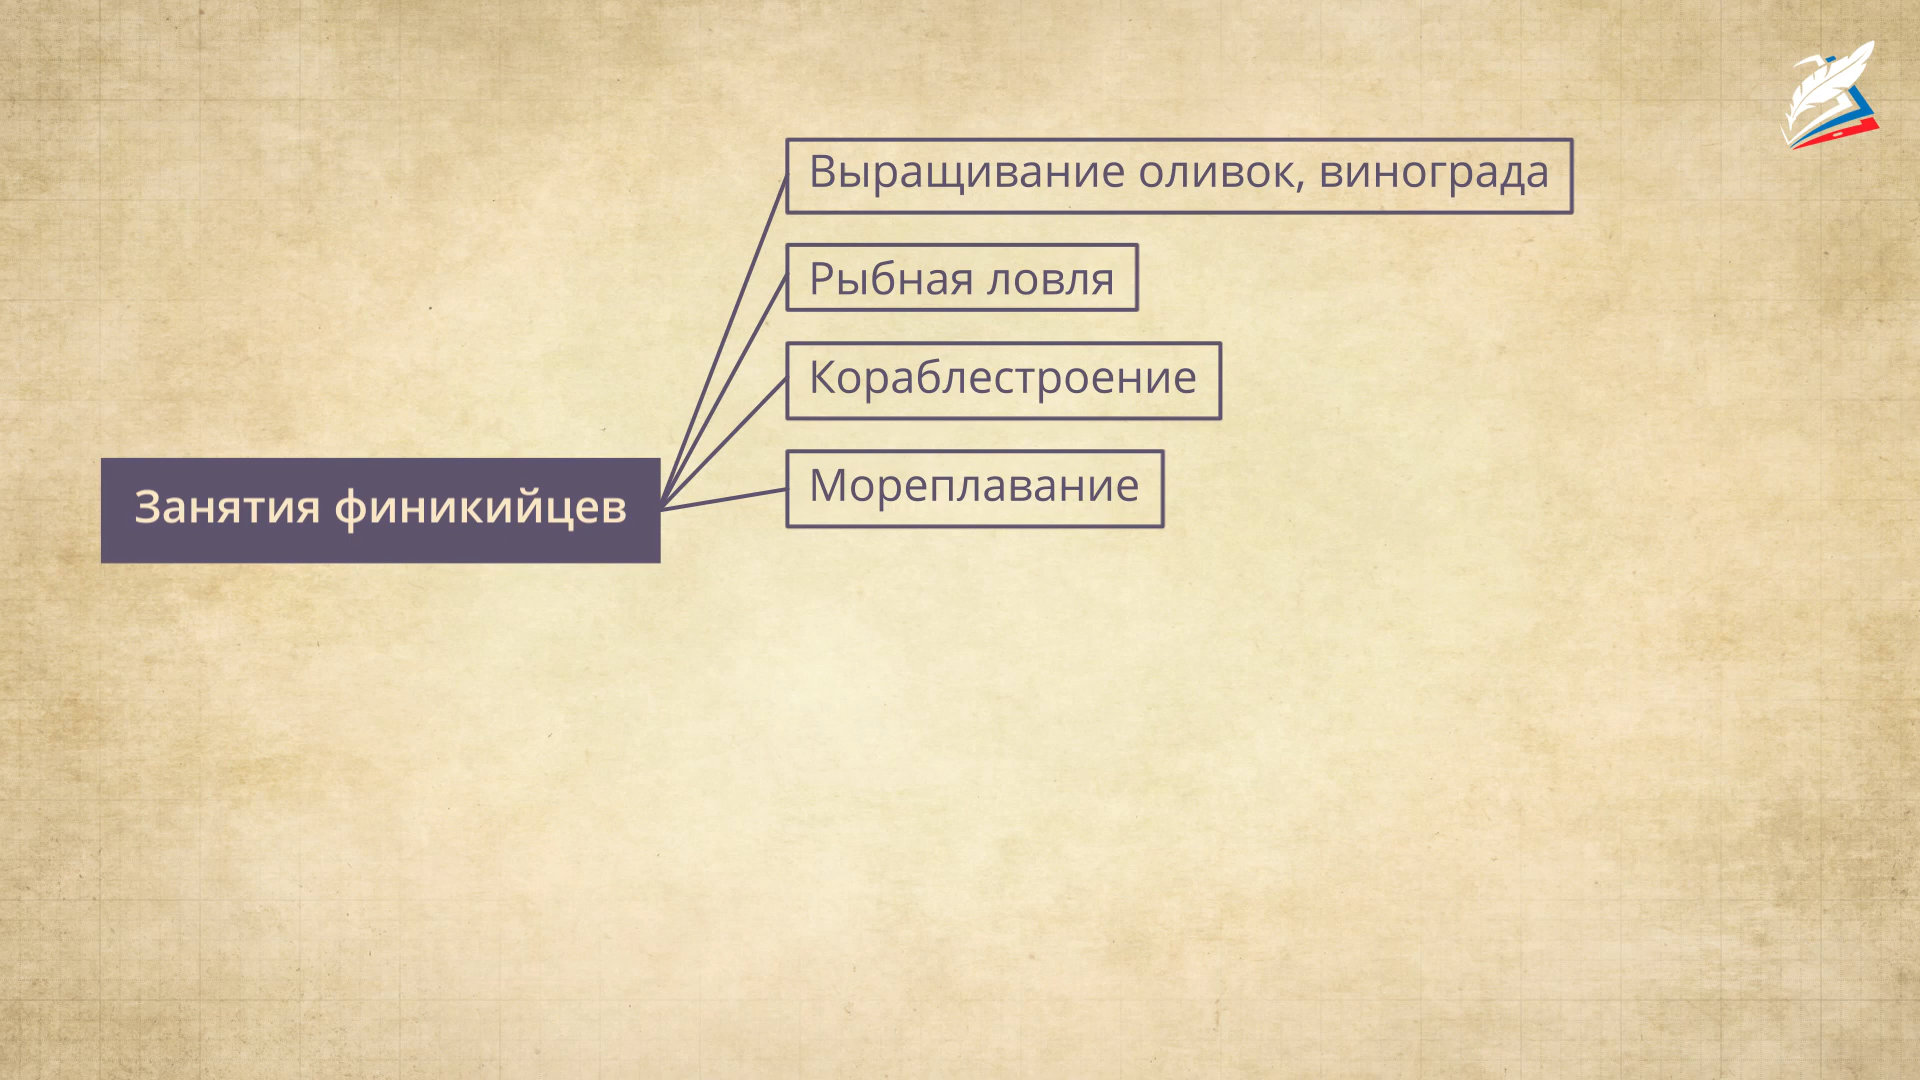 Выращивание оливок, винограда
Рыбная ловля
Кораблестроение
Мореплавание
Занятия финикийцев